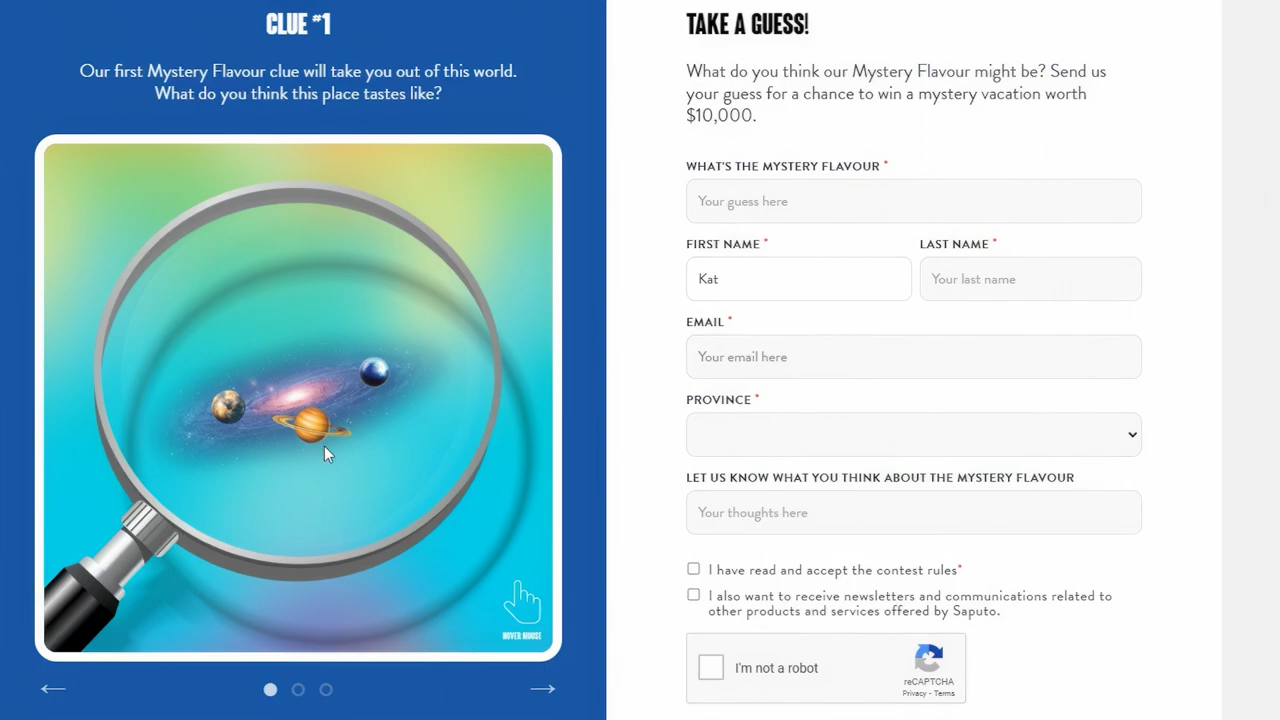 CLUE #1
Our first Mystery Flavour clue will take you out of this world.
What do you think this place tastes like?
HOVER MOUSE
TAKE A GUESS!
What do you think our Mystery Flavour might be? Send us
your guess for a chance to win a mystery vacation worth
$10,000.
WHAT'S THE MYSTERY FLAVOUR *
Your guess here
FIRST NAME * LAST NAME *
Kat Your last name
EMAIL *
Your email here
PROVINCE *
LET US KNOW WHAT YOU THINK ABOUT THE MYSTERY FLAVOUR
Your thoughts here
I have read and accept the contest rules*
I also want to receive newsletters and communications related to
other products and services offered by Saputo.
I'm not a robot
reCAPTCHA
Privacy - Terms